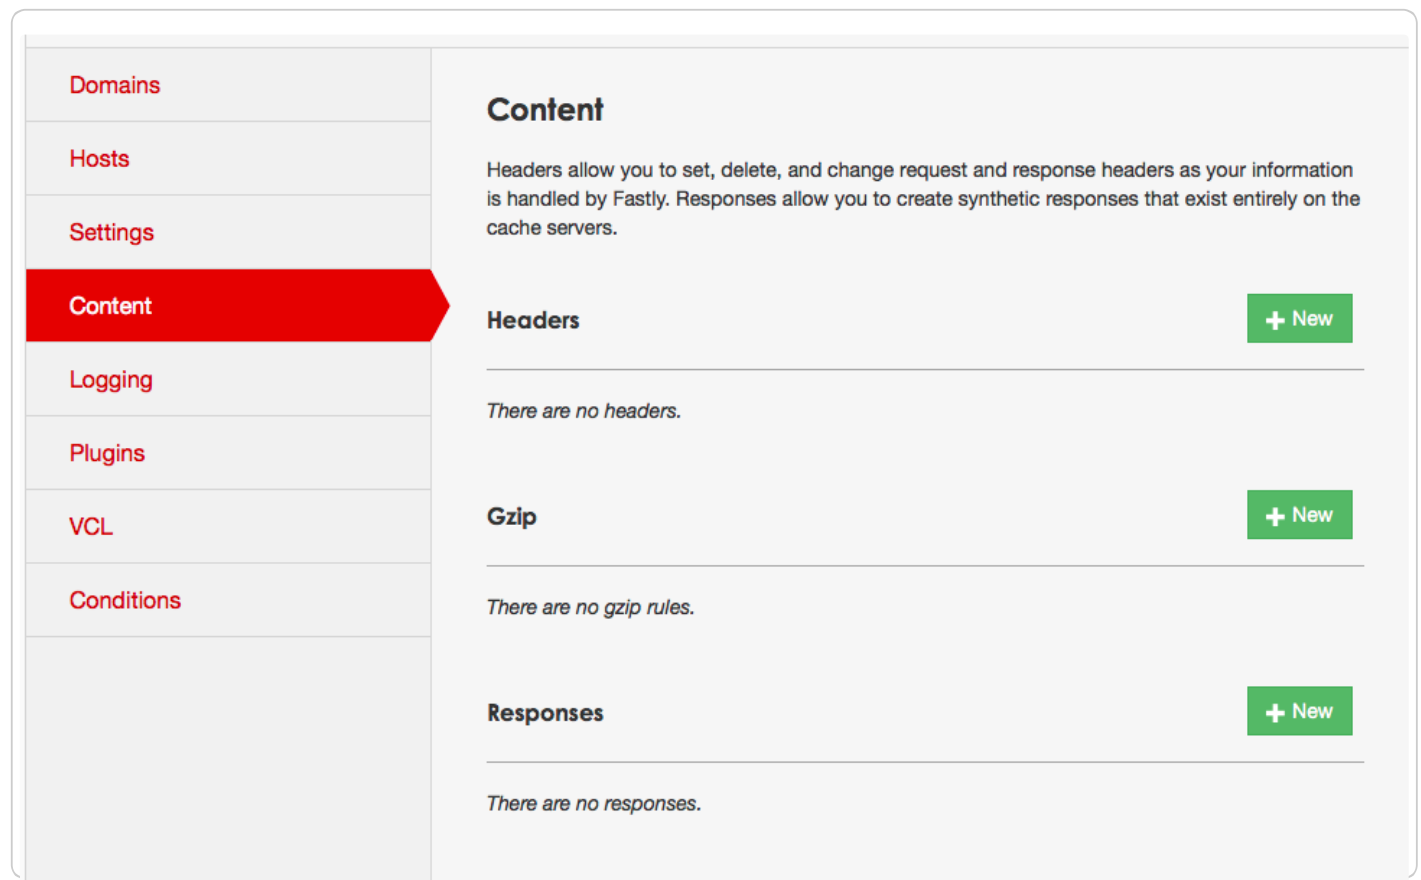 Domains
Hosts
Settings
Content
Logging
Plugins
VCL
Conditions
Content
Headers allow you to set, delete, and change request and response headers as your information
is handled by Fastly. Responses allow you to create synthetic responses that exist entirely on the
cache servers.
Headers
New
There are no headers.
Gzip
New
There are no gzip rules.
Responses
New
There are no responses.